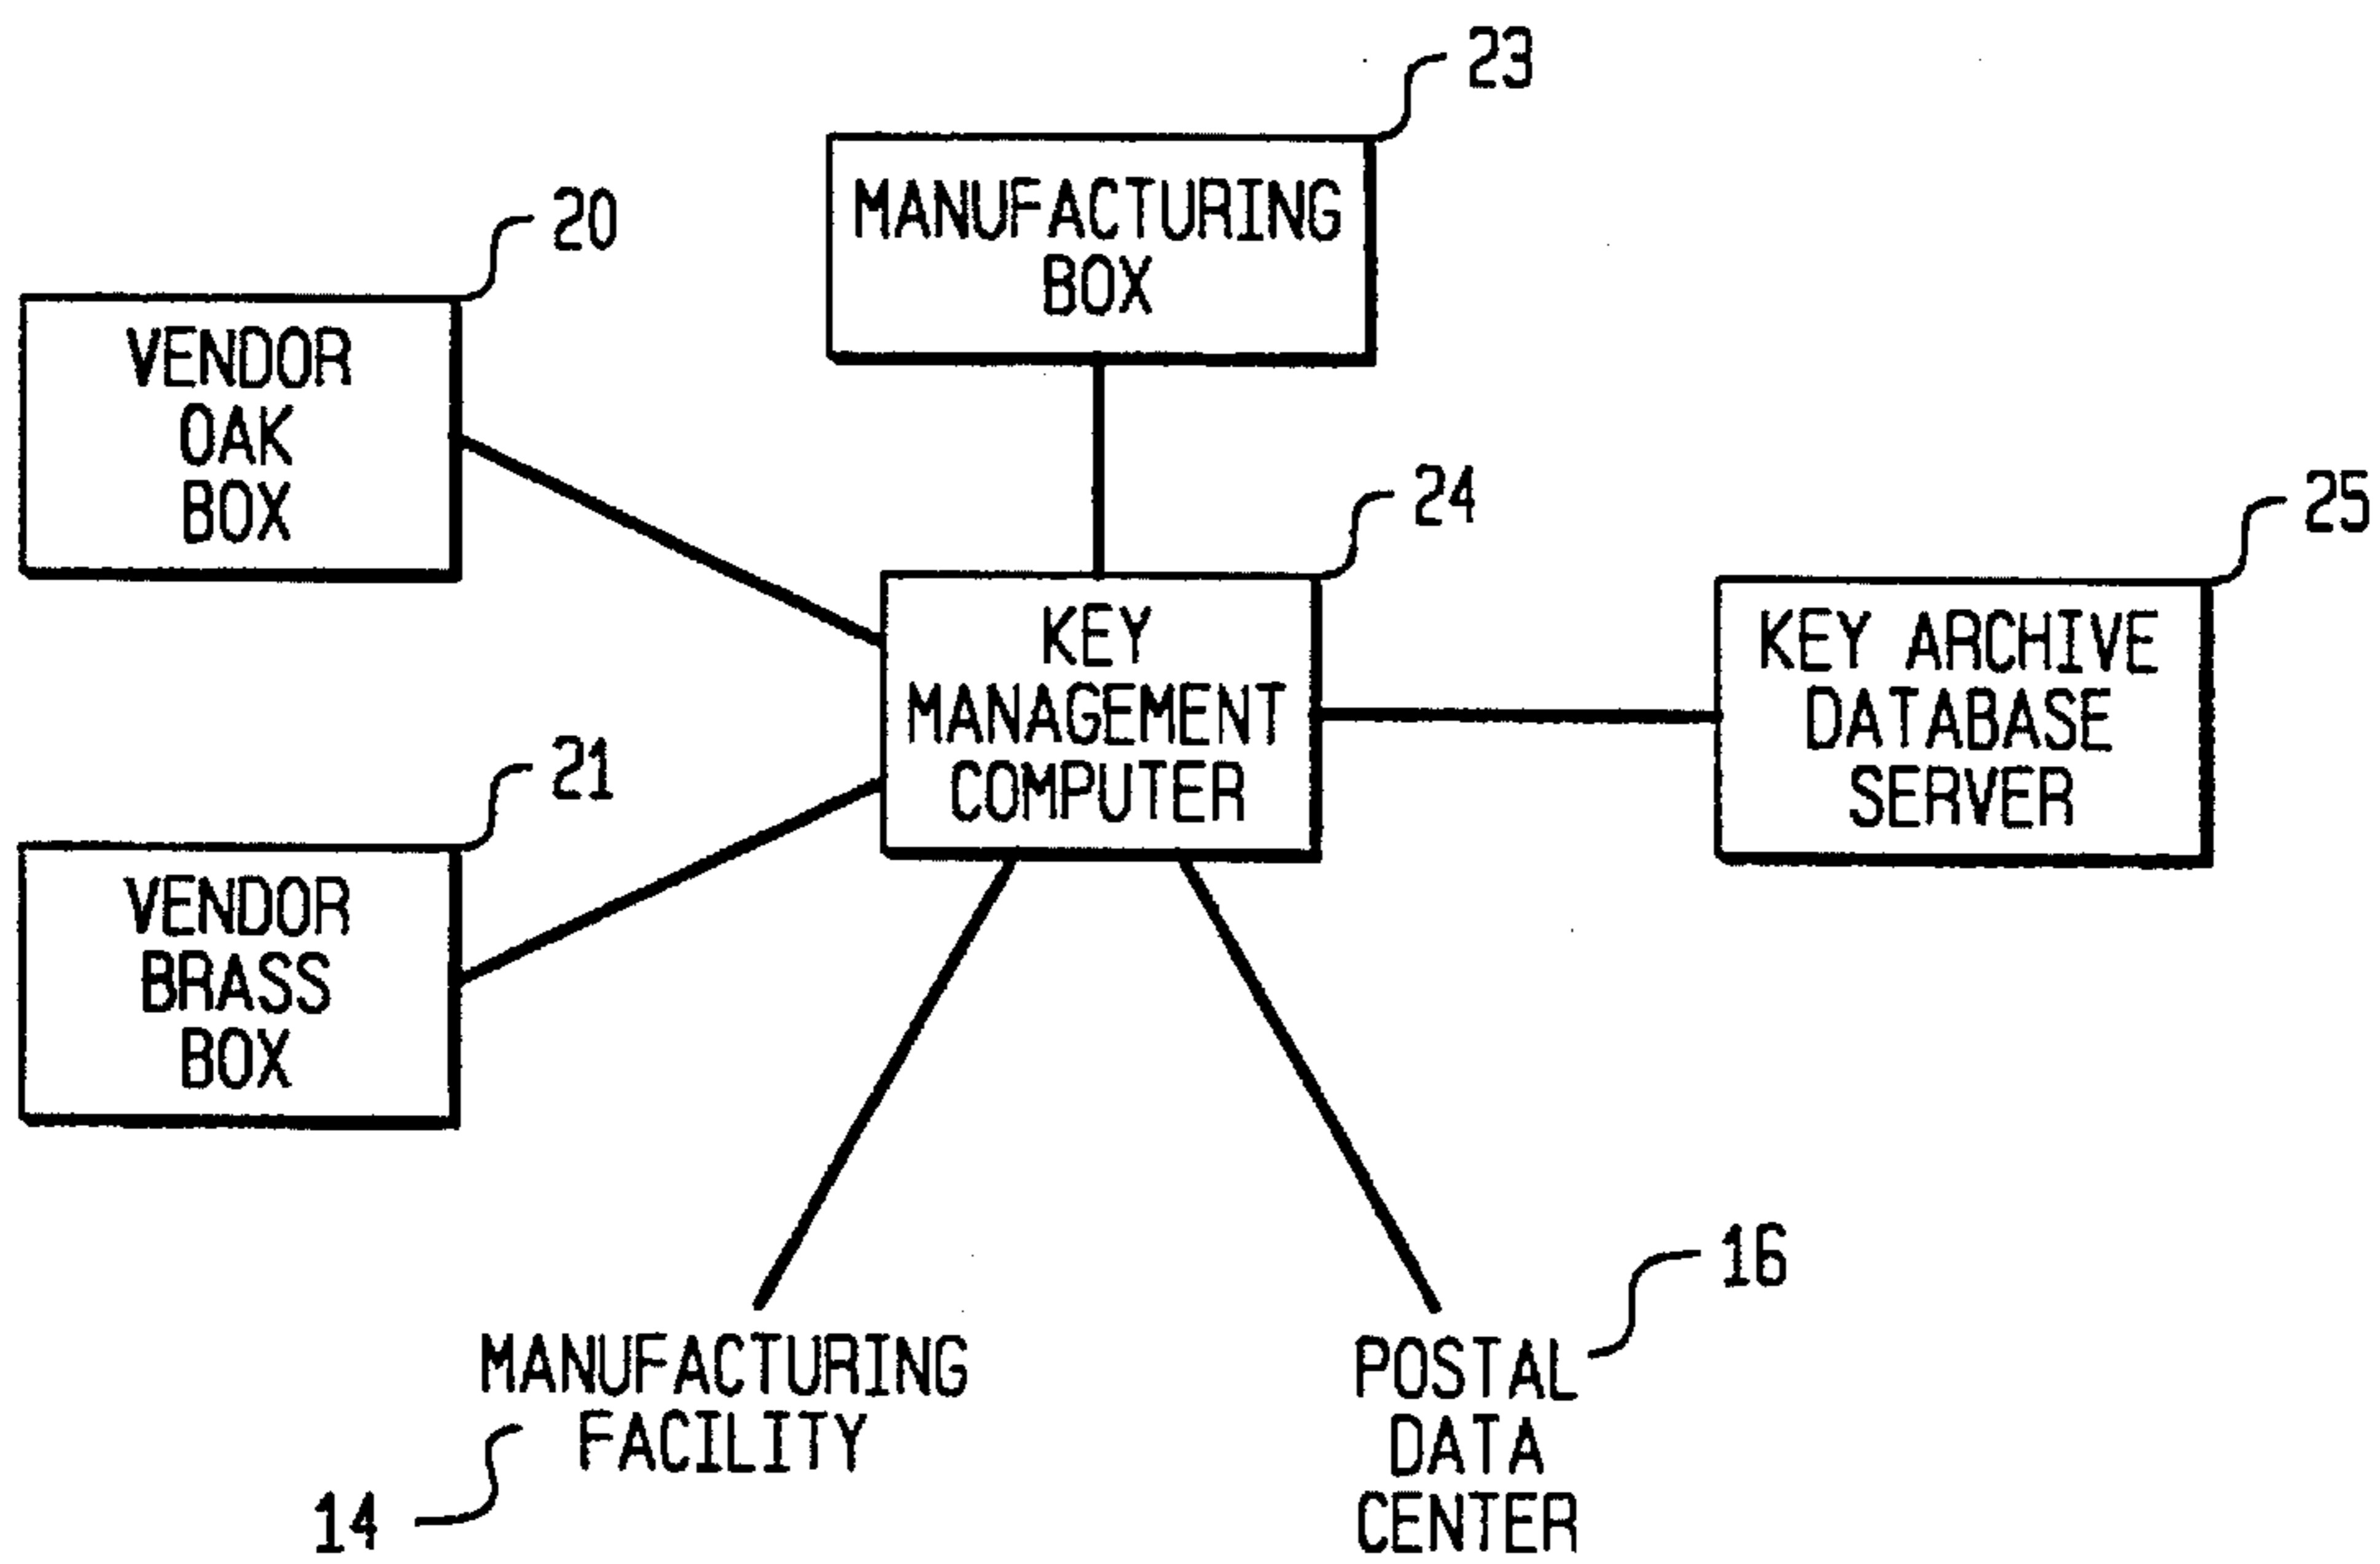 23
MANUFACTURING
BOX
20
VENDOR
OAK
BOX
24
KEY
MANAGEMENT
COMPUTER
25
KEY ARCHIVE
DATABASE
SERVER
21
VENDOR
BRASS
BOX
MANUFACTURING
FACILITY
14
16
POSTAL
DATA
CENTER